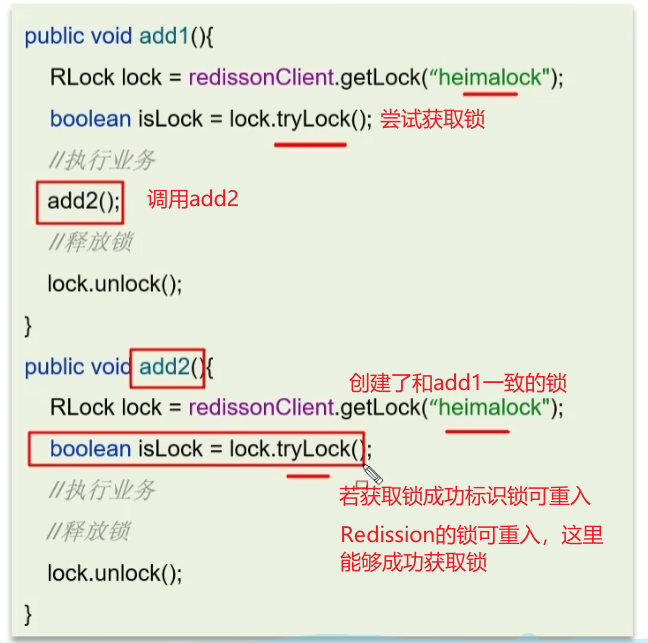 public void add1(){
RLock lock = redissonClient.getLock(“heimalock");
boolean isLock = lock.tryLock(); 尝试获取锁
//执行业务
add2(); 调用add2
//释放锁
lock.unlock();
}
public void add2(){
创建了和add1一致的锁
RLock lock = redissonClient.getLock(“heimalock");
boolean isLock = lock.tryLock();
//执行业务
若获取锁成功标识锁可重入
//释放锁
Redission的锁可重入，这里
能够成功获取锁
lock.unlock();
}